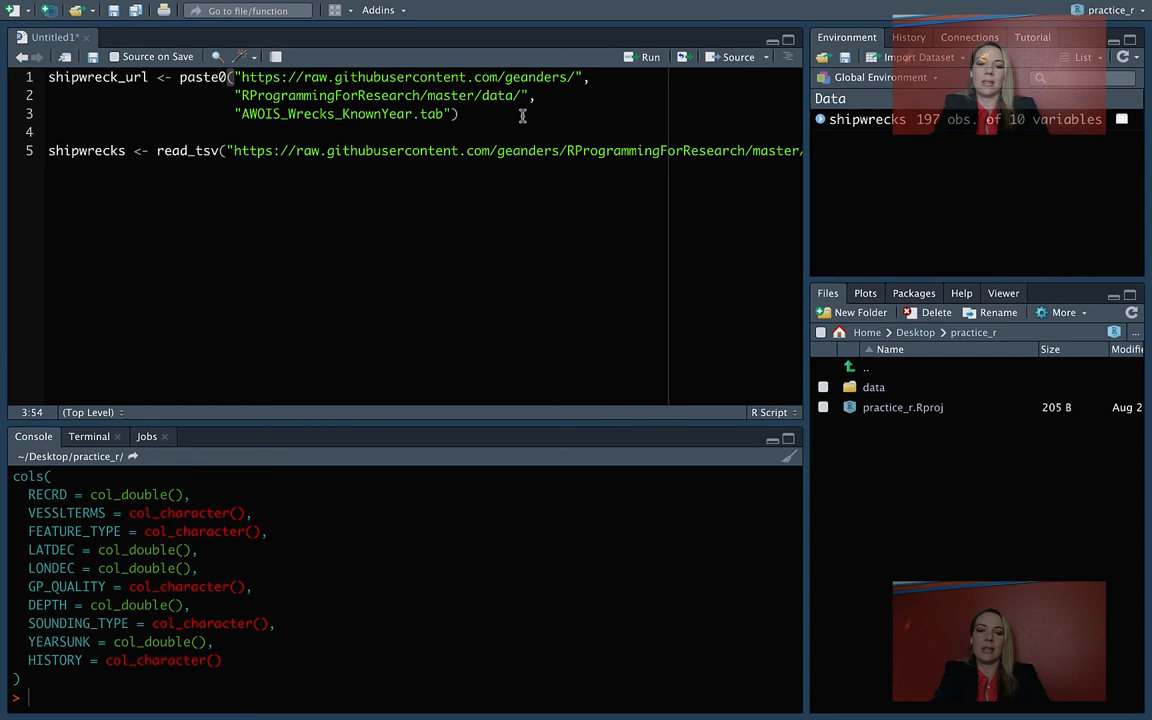 Go to file/function
Addins
practice_r
Untitled1*
Source on Save
Run
Source
1 shipwreck_url <- paste0("https://raw.githubusercontent.com/geanders/",
2 "RProgrammingForResearch/master/data/",
3 "AWOIS_Wrecks_KnownYear.tab")
4
5 shipwrecks <- read_tsv("https://raw.githubusercontent.com/geanders/RProgrammingForResearch/master/
3:54 (Top Level) R Script
Console Terminal Jobs
~/Desktop/practice_r/
cols(
RECRD = col_double(),
VESSLTERMS = col_character(),
FEATURE_TYPE = col_character(),
LATDEC = col_double(),
LONDEC = col_double(),
GP_QUALITY = col_character(),
DEPTH = col_double(),
SOUNDING_TYPE = col_character(),
YEARSUNK = col_double(),
HISTORY = col_character()
)
>
Environment History Connections Tutorial
Import Dataset List
Global Environment
Data
shipwrecks 197 obs. of 10 variables
Files Plots Packages Help Viewer
New Folder Delete Rename More
Home Desktop practice_r
Name Size Modifi
..
data
practice_r.Rproj 205 B Aug 2